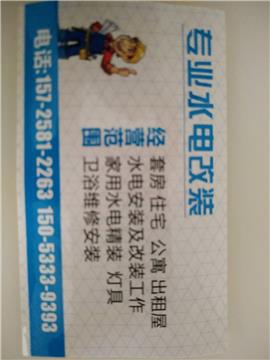 专业水电改装
经营范围
套房 住宅 公寓 出租屋
水电安装及改装工作
家用水电精装 灯具
卫浴维修安装
电话:157-2581-2263 150-5333-9393